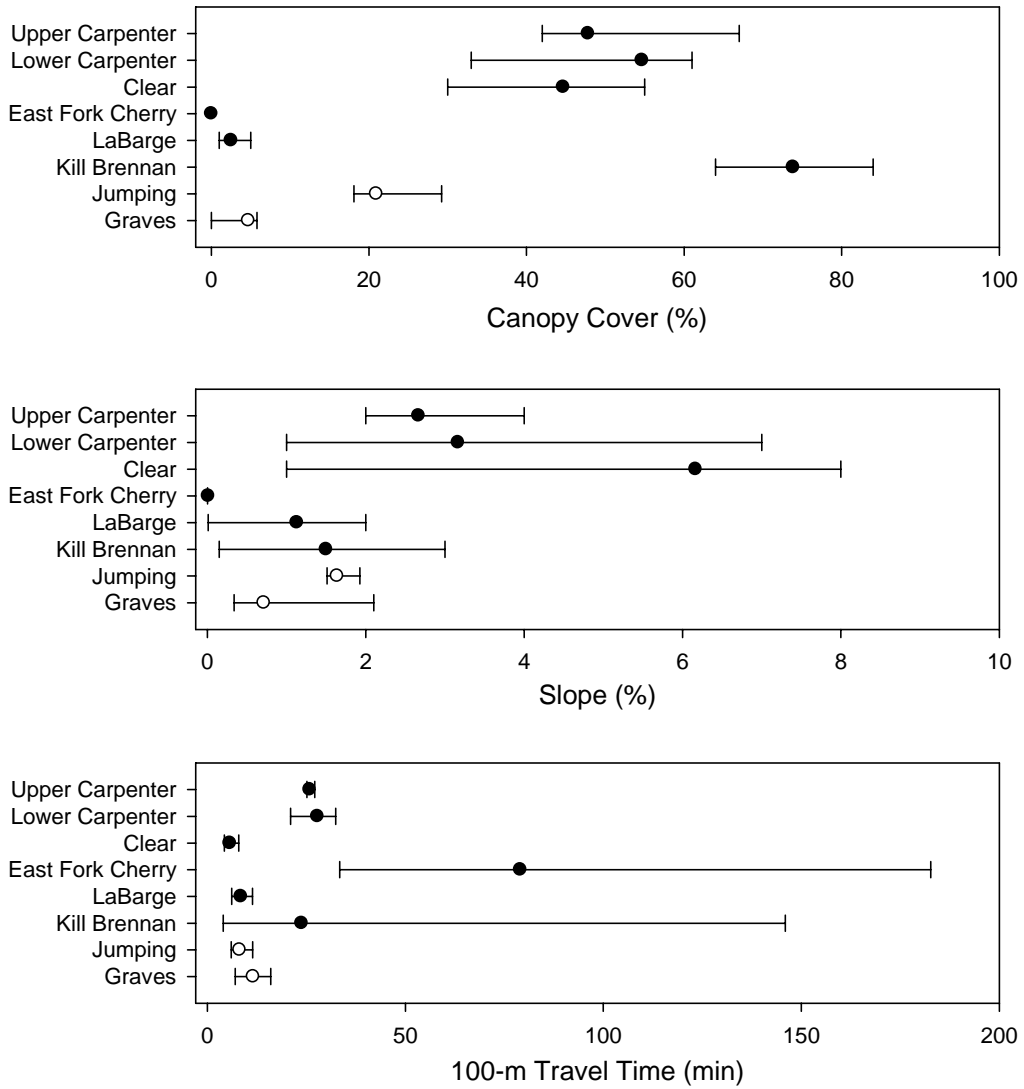 Upper Carpenter
Lower Carpenter
Clear
East Fork Cherry
LaBarge
Kill Brennan
Jumping
Graves
0 20 40 60 80 100
Canopy Cover (%)
Upper Carpenter
Lower Carpenter
Clear
East Fork Cherry
LaBarge
Kill Brennan
Jumping
Graves
0 2 4 6 8 10
Slope (%)
Upper Carpenter
Lower Carpenter
Clear
East Fork Cherry
LaBarge
Kill Brennan
Jumping
Graves
0 50 100 150 200
100-m Travel Time (min)